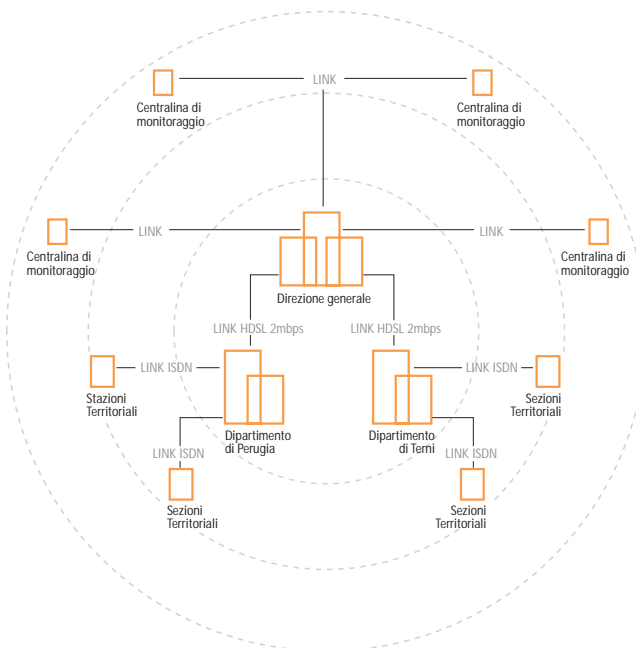 LINK
Centralina di
monitoraggio
Centralina di
monitoraggio
LINK
LINK
Centralina di
monitoraggio
Centralina di
monitoraggio
Direzione generale
LINK HDSL 2mbps
LINK HDSL 2mbps
LINK ISDN
LINK ISDN
Stazioni
Territoriali
Sezioni
Territoriali
Dipartimento
di Perugia
Dipartimento
di Terni
LINK ISDN
LINK ISDN
Sezioni
Territoriali
Sezioni
Territoriali